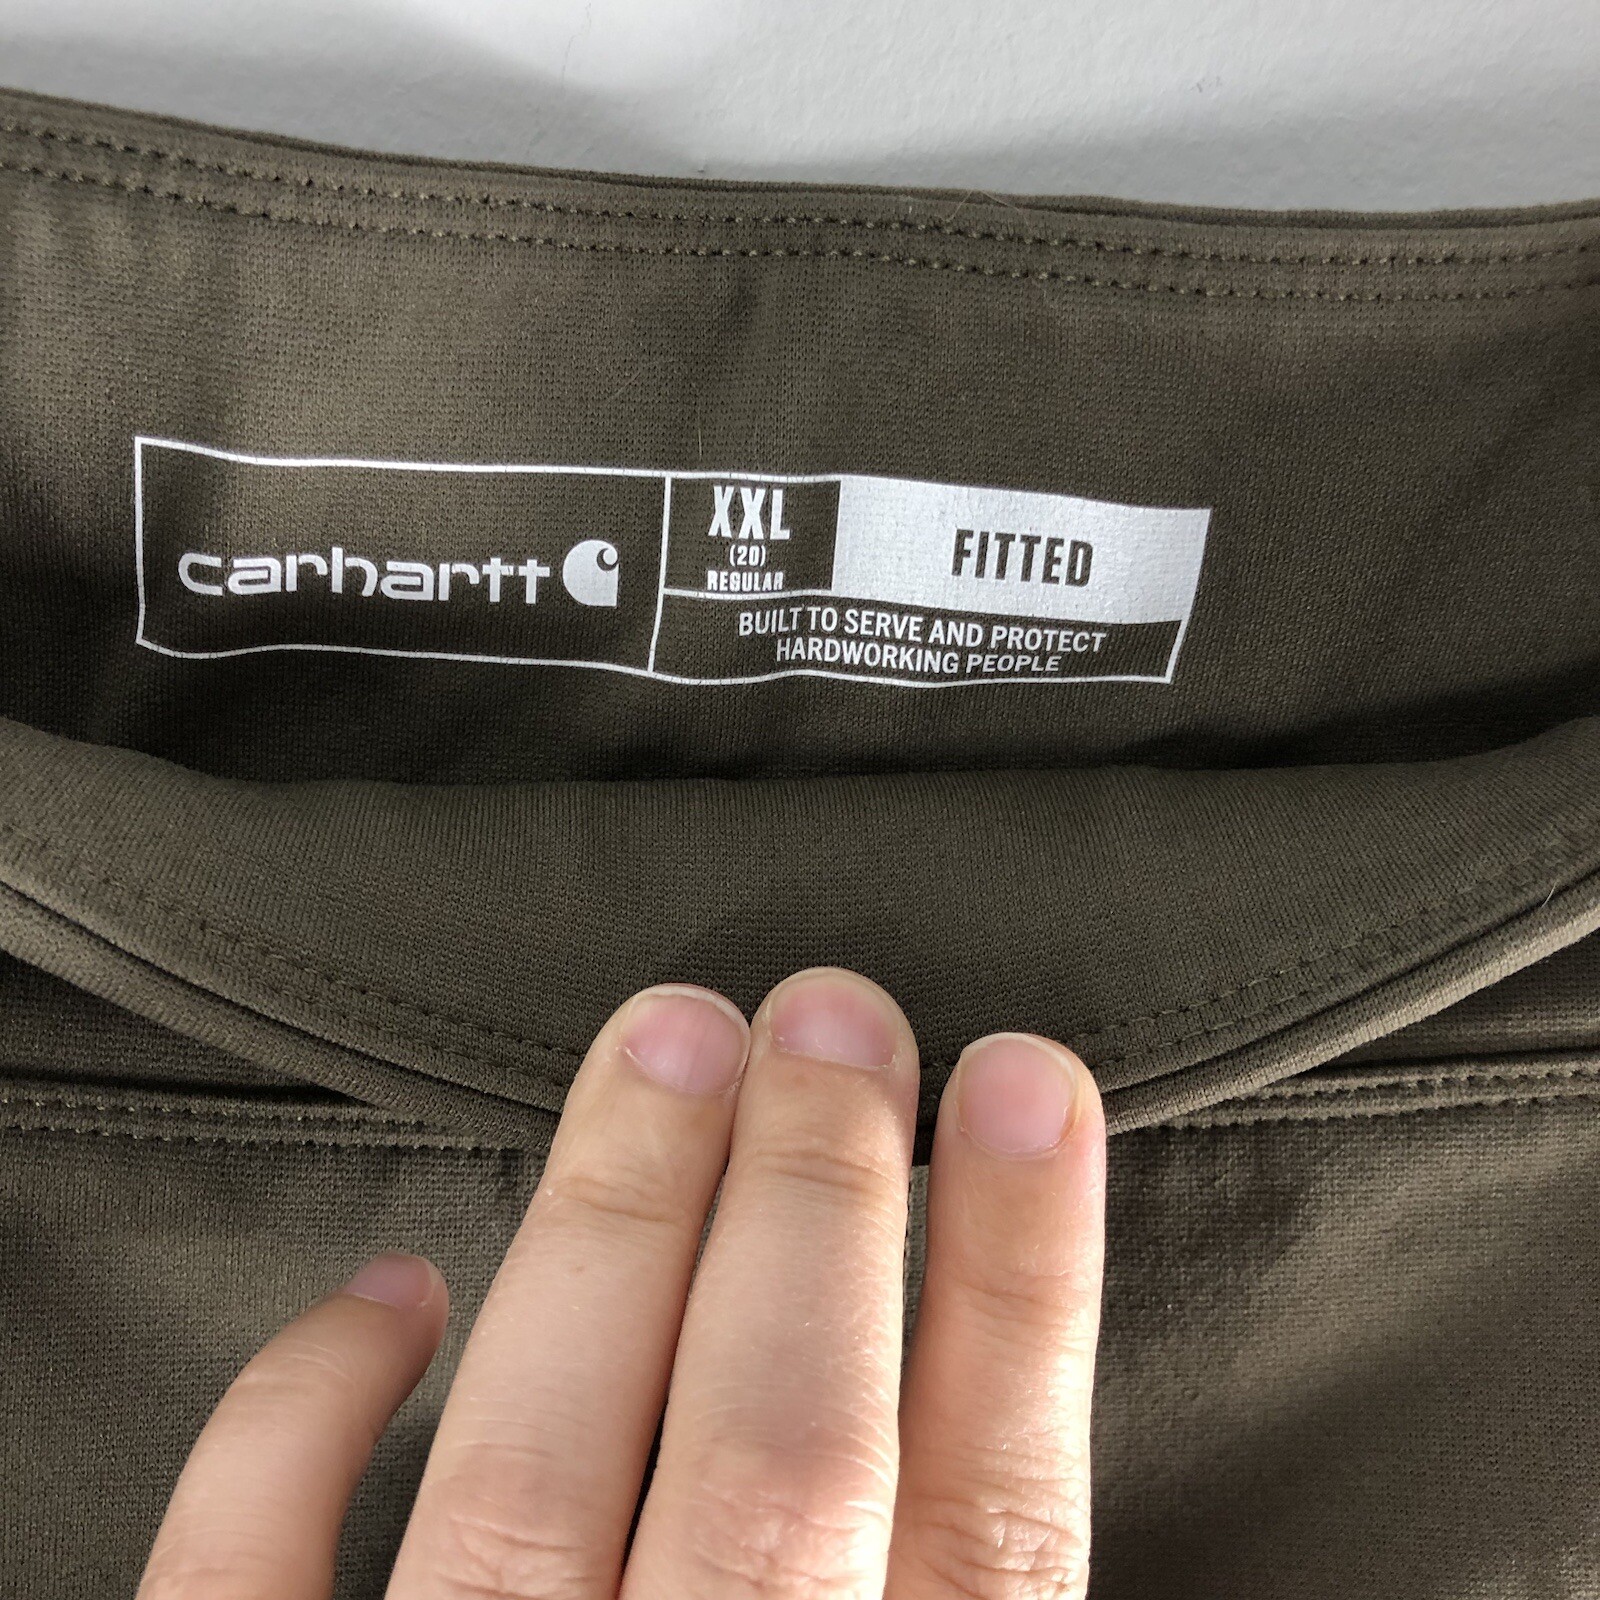 carhartt
XXL
(20)
REGULAR
FITTED
BUILT TO SERVE AND PROTECT
HARDWORKING PEOPLE